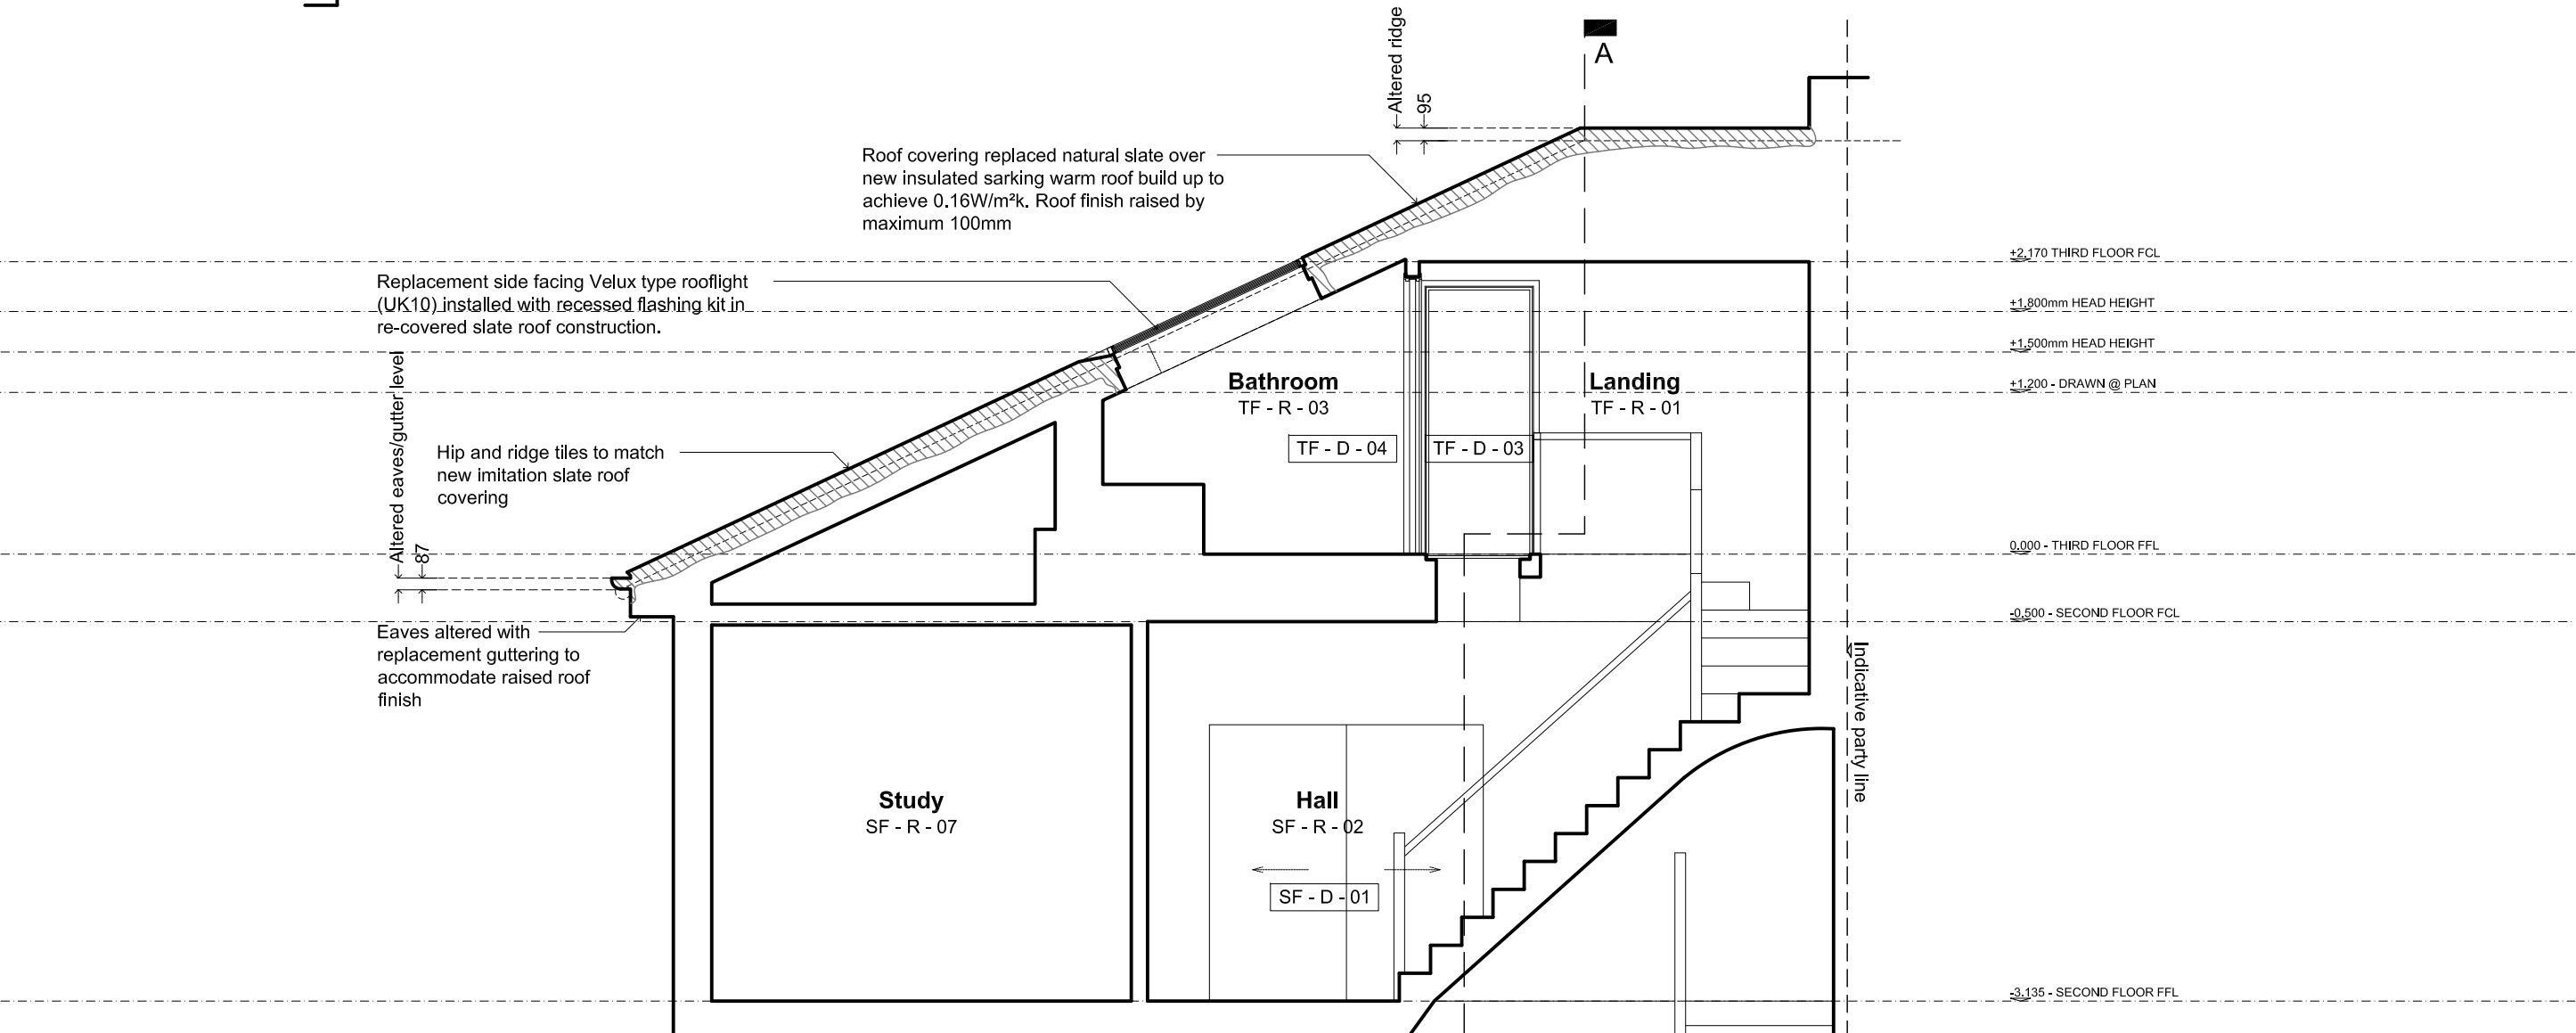 Altered ridge
95
A
Roof covering replaced natural slate over
new insulated sarking warm roof build up to
achieve 0.16W/m²k. Roof finish raised by
maximum 100mm
+2.170 THIRD FLOOR FCL
Replacement side facing Velux type rooflight
(UK10) installed with recessed flashing kit in
re-covered slate roof construction.
+1.800mm HEAD HEIGHT
+1.500mm HEAD HEIGHT
+1.200 - DRAWN @ PLAN
Bathroom
TF - R - 03
Landing
TF - R - 01
TF - D - 04
TF - D - 03
Altered eaves/gutter level
87
Hip and ridge tiles to match
new imitation slate roof
covering
0.000 - THIRD FLOOR FFL
-0.500 - SECOND FLOOR FCL
Eaves altered with
replacement guttering to
accommodate raised roof
finish
Indicative party line
Study
SF - R - 07
Hall
SF - R - 02
SF - D - 01
-3.135 - SECOND FLOOR FFL